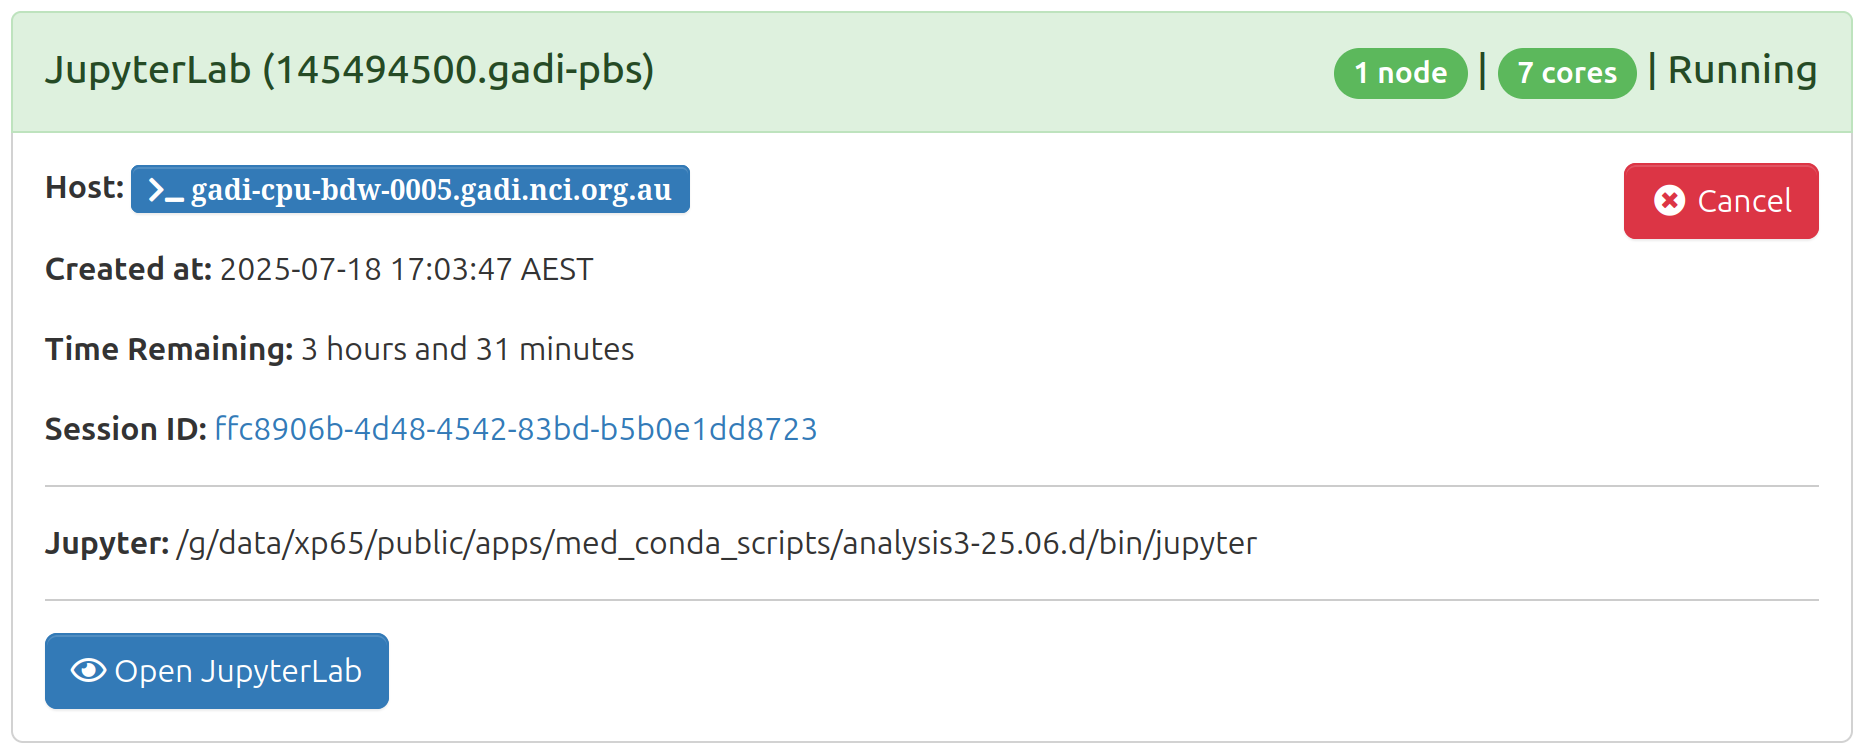 JupyterLab (145494500.gadi-pbs) 1 node | 7 cores | Running
Host: >_ gadi-cpu-bdw-0005.gadi.nci.org.au
Cancel
Created at: 2025-07-18 17:03:47 AEST
Time Remaining: 3 hours and 31 minutes
Session ID: ffc8906b-4d48-4542-83bd-b5b0e1dd8723
Jupyter: /g/data/xp65/public/apps/med_conda_scripts/analysis3-25.06.d/bin/jupyter
Open JupyterLab